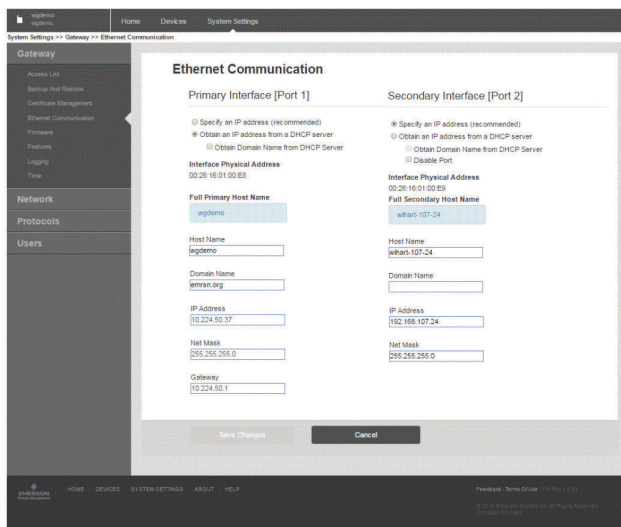 wgdemo
wgdemo
Home Devices System Settings
System Settings >> Gateway >> Ethernet Communication
Gateway
Access List
Backup And Restore
Certificate Management
Ethernet Communication
Firmware
Features
Logging
Time
Network
Protocols
Users
Ethernet Communication
Primary Interface [Port 1]
Specify an IP address (recommended)
Obtain an IP address from a DHCP server
Obtain Domain Name from DHCP Server
Interface Physical Address
00:26:16:01:00:E8
Full Primary Host Name
wgdemo
Host Name
wgdemo
Domain Name
emrsn.org
IP Address
10.224.50.37
Net Mask
255.255.255.0
Gateway
10.224.50.1
Secondary Interface [Port 2]
Specify an IP address (recommended)
Obtain an IP address from a DHCP server
Obtain Domain Name from DHCP Server
Disable Port
Interface Physical Address
00:26:16:01:00:E9
Full Secondary Host Name
wihart-107-24
Host Name
wihart-107-24
Domain Name
IP Address
192.168.107.24
Net Mask
255.255.255.0
Save Changes
Cancel
EMERSON
HOME DEVICES SYSTEM SETTINGS ABOUT HELP
Feedback Terms Of Use